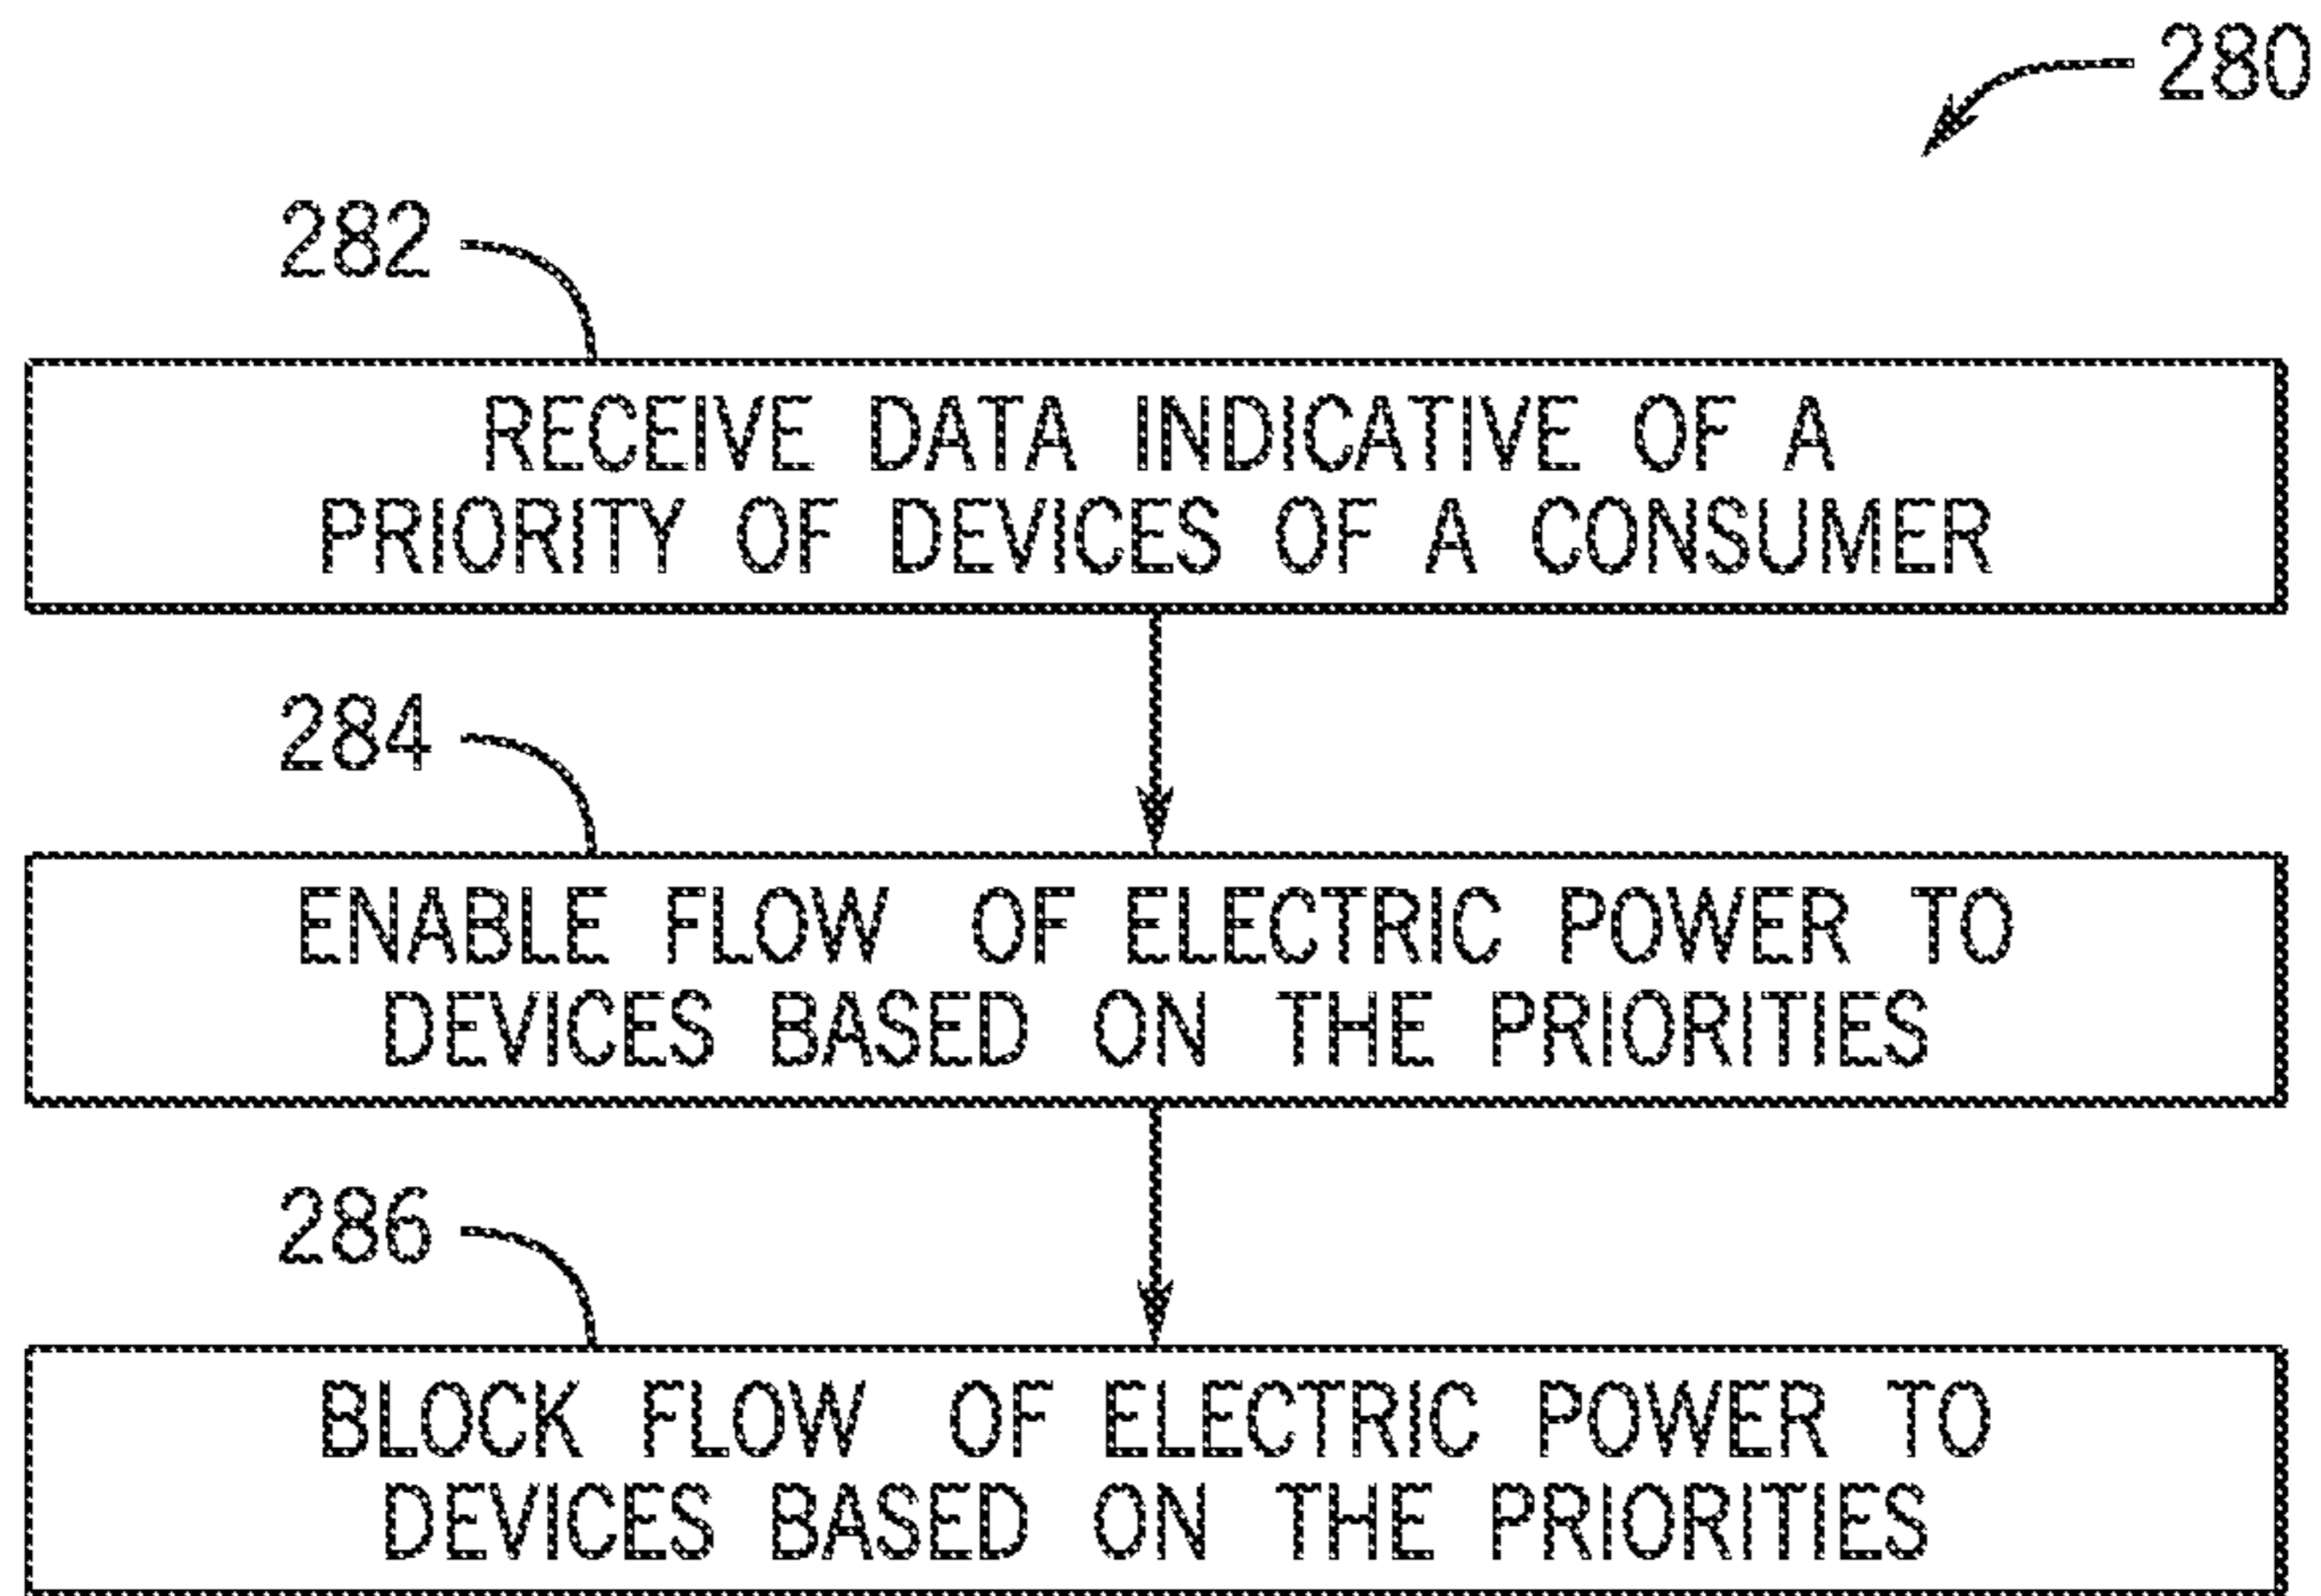 280
282
RECEIVE DATA INDICATIVE OF A
PRIORITY OF DEVICES OF A CONSUMER
284
ENABLE FLOW OF ELECTRIC POWER TO
DEVICES BASED ON THE PRIORITIES
286
BLOCK FLOW OF ELECTRIC POWER TO
DEVICES BASED ON THE PRIORITIES